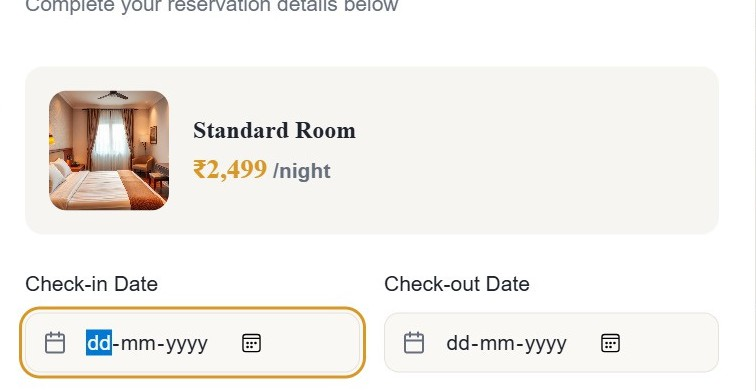 Complete your reservation details below
Standard Room
₹2,499 /night
Check-in Date
Check-out Date
dd-mm-yyyy
dd-mm-yyyy